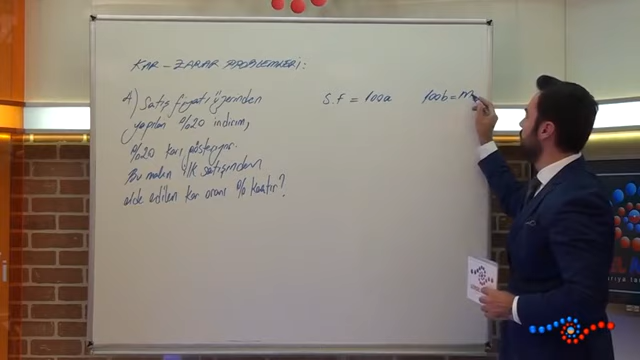 KAR – ZARAR PROBLEMLERİ:
4) Satış fiyatı üzerinden
yapılan %20 indirim,
%20 karı
Bu malın ilk satışından
elde edilen kar oranı % kaçtır?
S.f = 100a 100b = M